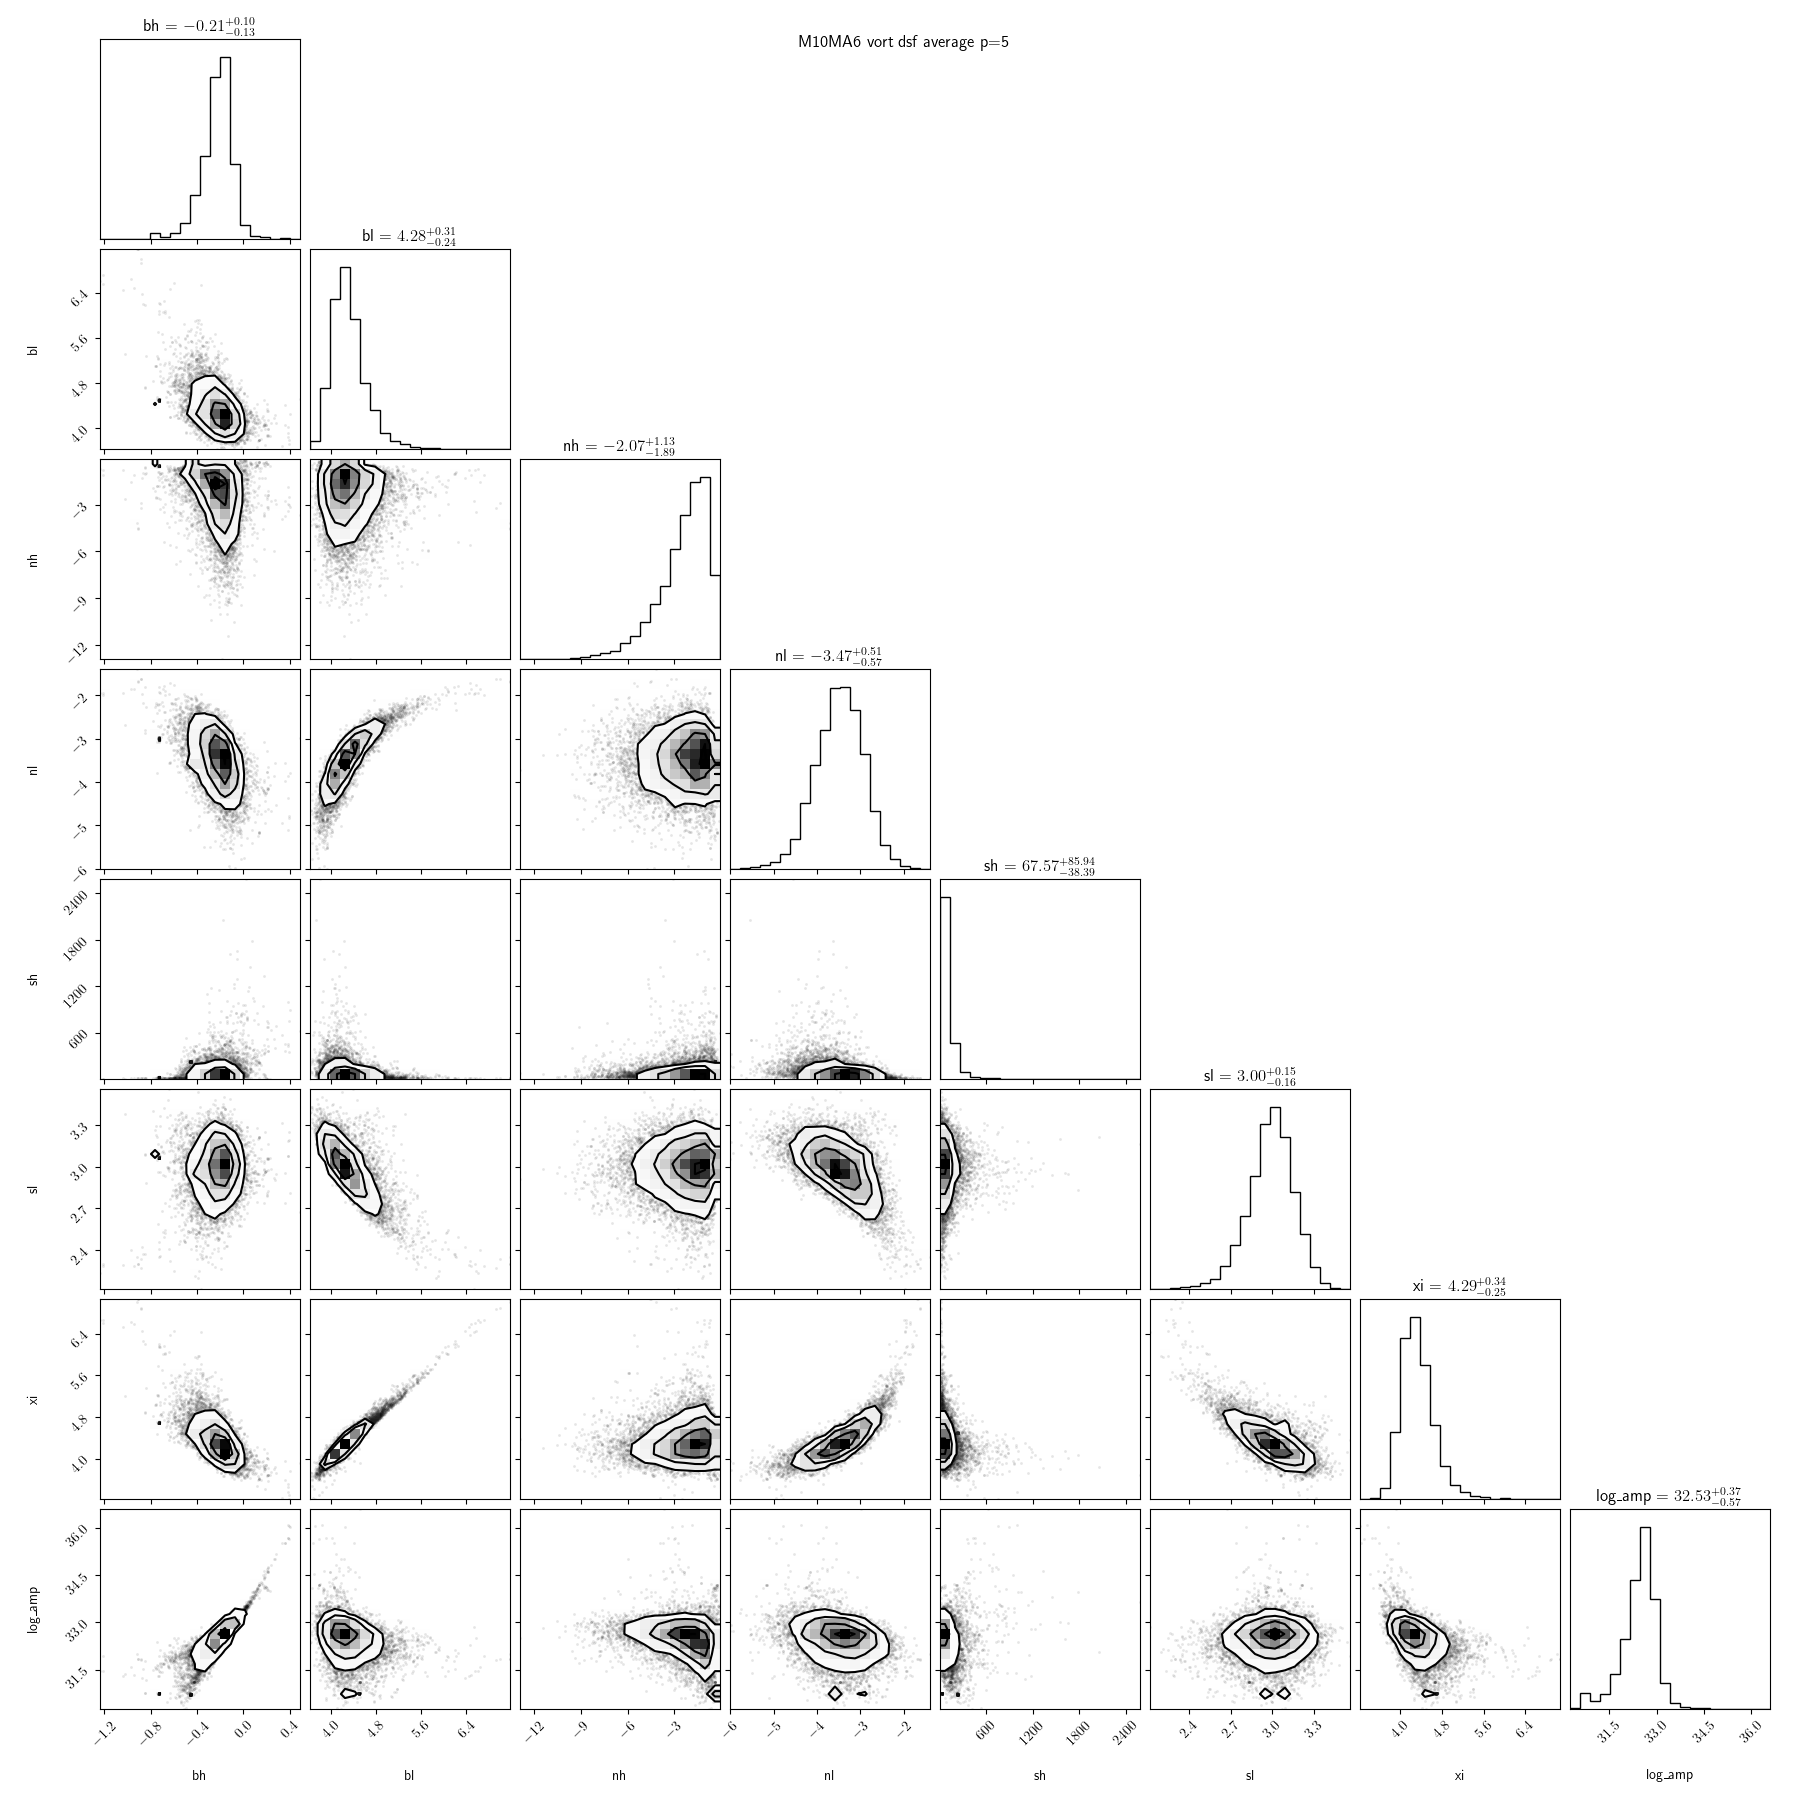 bh = −0.21+0.10 −0.13
M10MA6 vort dsf average p=5
bl = 4.28+0.31 −0.24
6.4
5.6
4.8
4.0
bl
nh = −2.07+1.13 −1.89
−3
−6
−9
−12
nh
nl = −3.47+0.51 −0.57
−2
−3
−4
−5
−6
nl
sh = 67.57+85.94 −38.39
2400
1800
1200
600
sh
sl = 3.00+0.15 −0.16
3.3
3.0
2.7
2.4
sl
xi = 4.29+0.34 −0.25
6.4
5.6
4.8
4.0
xi
log_amp = 32.53+0.37 −0.57
36.0
34.5
33.0
31.5
log_amp
−1.2 −0.8 −0.4 0.0 0.4 4.0 4.8 5.6 6.4 −12 −9 −6 −3 −6 −5 −4 −3 −2 600 1200 1800 2400 2.4 2.7 3.0 3.3 4.0 4.8 5.6 6.4 31.5 33.0 34.5 36.0
bh bl nh nl sh sl xi log_amp